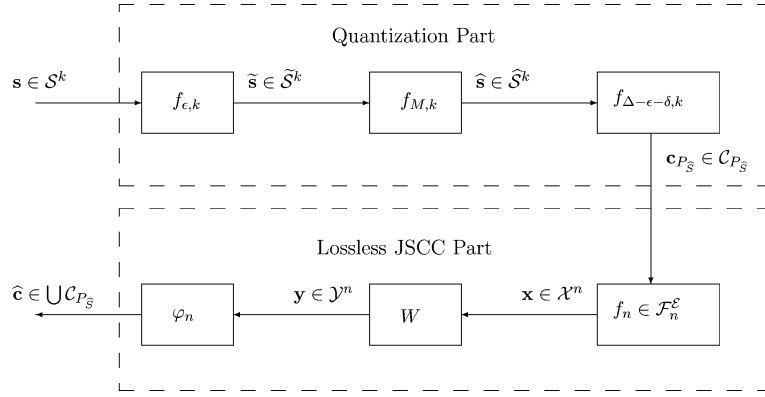 Quantization Part
𝐬 ∈ 𝒮^k
f_{ϵ,k}
𝐬̃ ∈ 𝒮̃^k
f_{M,k}
𝐬̂ ∈ 𝒮̂^k
f_{Δ−ϵ−δ,k}
𝐜_{P_Ŝ} ∈ 𝒞_{P_Ŝ}
Lossless JSCC Part
𝐜̂ ∈ ⋃ 𝒞_{P_Ŝ}
φ_n
𝐲 ∈ 𝒴^n
W
𝐱 ∈ 𝒳^n
f_n ∈ ℱ_n^ℰ